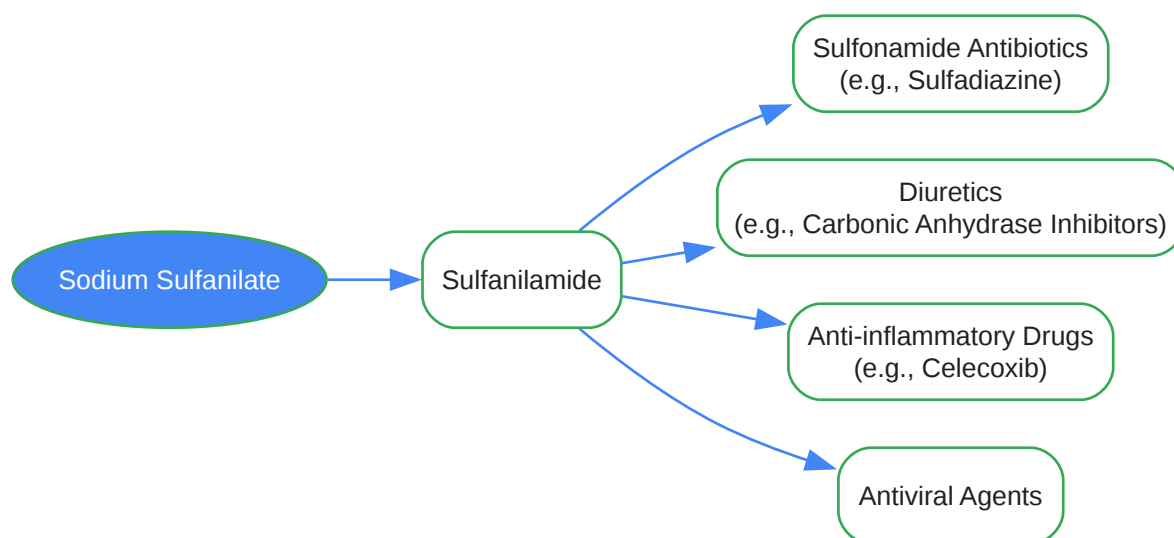 Sulfonamide Antibiotics
(e.g., Sulfadiazine)
Diuretics
(e.g., Carbonic Anhydrase Inhibitors)
Sodium Sulfanilate
Sulfanilamide
Anti-inflammatory Drugs
(e.g., Celecoxib)
Antiviral Agents